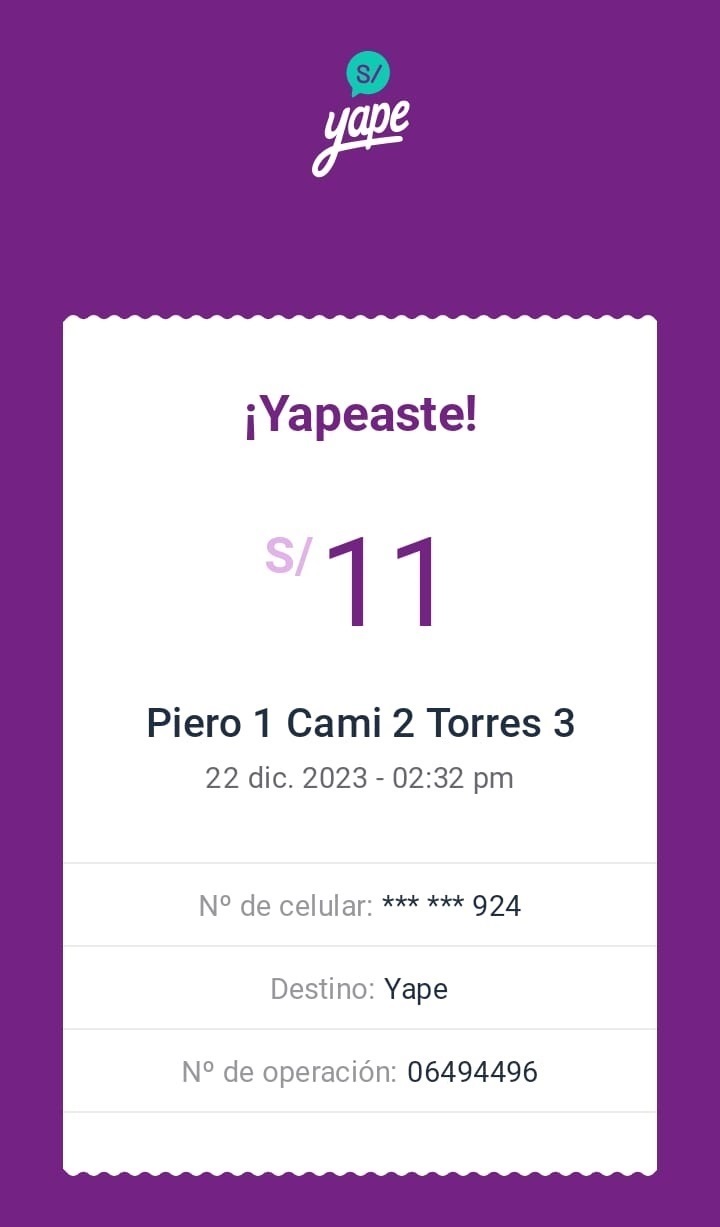 S/
yape
¡Yapeaste!
S/ 11
Piero 1 Cami 2 Torres 3
22 dic. 2023 - 02:32 pm
Nº de celular: *** *** 924
Destino: Yape
Nº de operación: 06494496